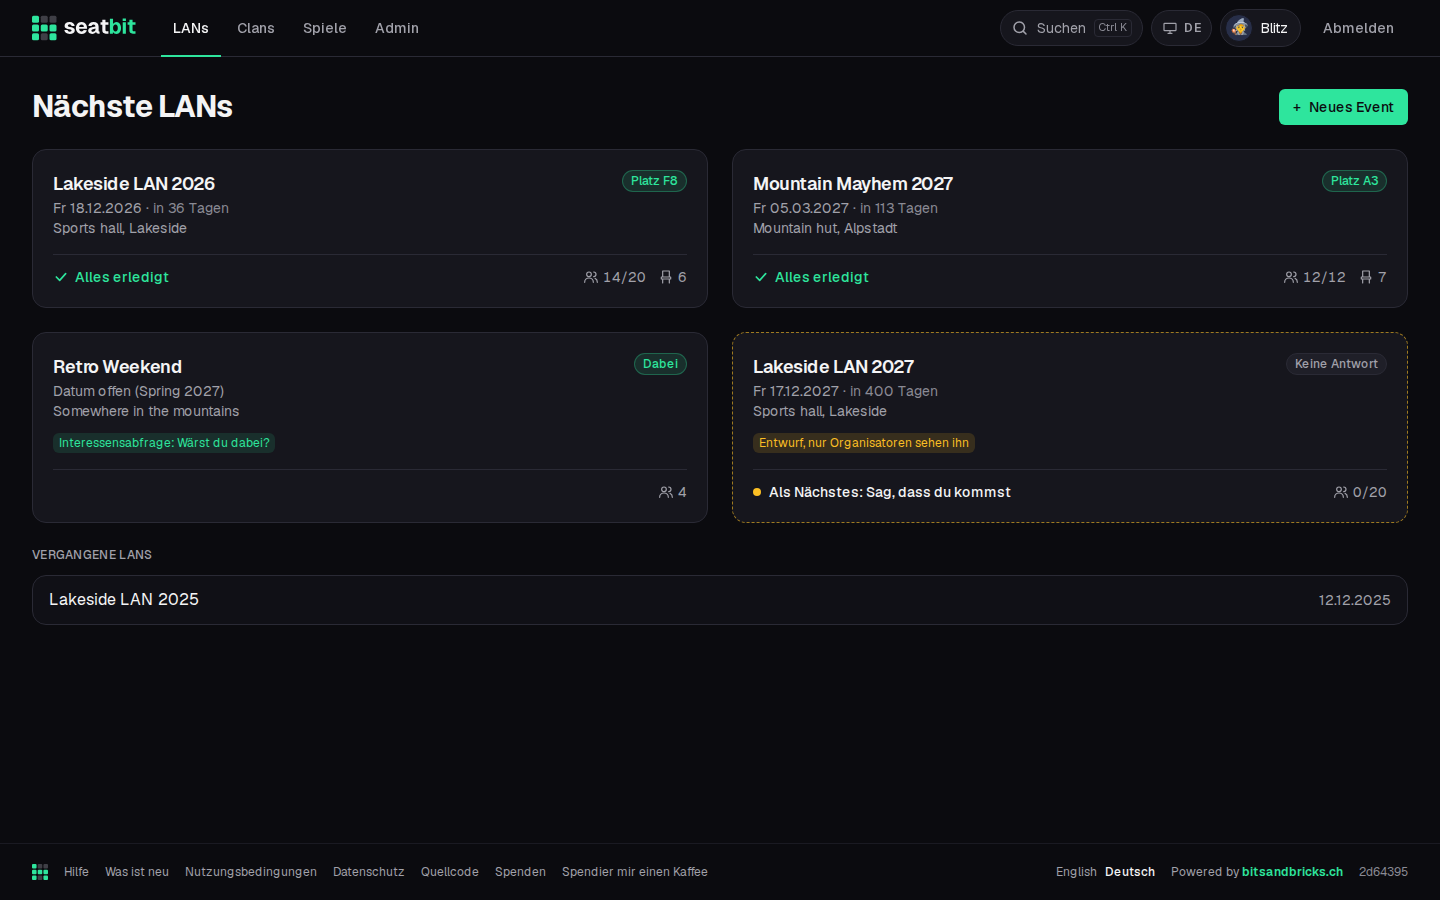 seatbit LANs Clans Spiele Admin Suchen Ctrl K DE Blitz Abmelden
Nächste LANs + Neues Event
Lakeside LAN 2026 Platz F8
Fr 18.12.2026 · in 36 Tagen
Sports hall, Lakeside
Alles erledigt 14/20 6
Mountain Mayhem 2027 Platz A3
Fr 05.03.2027 · in 113 Tagen
Mountain hut, Alpstadt
Alles erledigt 12/12 7
Retro Weekend Dabei
Datum offen (Spring 2027)
Somewhere in the mountains
Interessensabfrage: Wärst du dabei?
4
Lakeside LAN 2027 Keine Antwort
Fr 17.12.2027 · in 400 Tagen
Sports hall, Lakeside
Entwurf, nur Organisatoren sehen ihn
Als Nächstes: Sag, dass du kommst 0/20
VERGANGENE LANS
Lakeside LAN 2025 12.12.2025
Hilfe Was ist neu Nutzungsbedingungen Datenschutz Quellcode Spenden Spendier mir einen Kaffee English Deutsch Powered by bitsandbricks.ch 2d64395